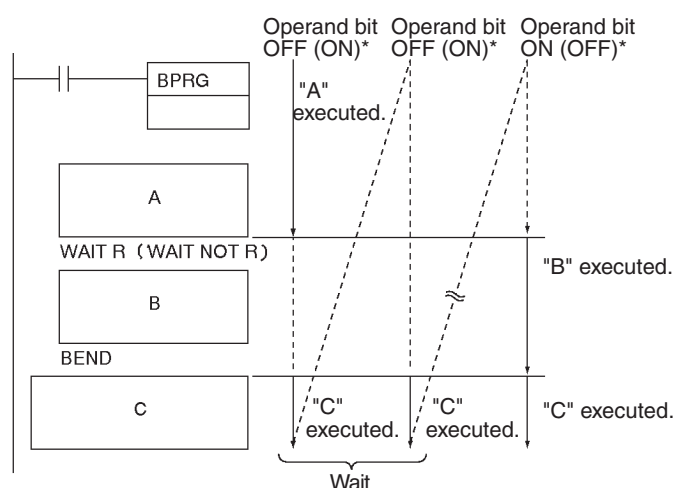 Operand bit
OFF (ON)*
Operand bit
OFF (ON)*
Operand bit
ON (OFF)*
BPRG
"A"
executed.
A
WAIT R (WAIT NOT R)
"B" executed.
B
BEND
C
"C"
executed.
"C"
executed.
"C" executed.
Wait